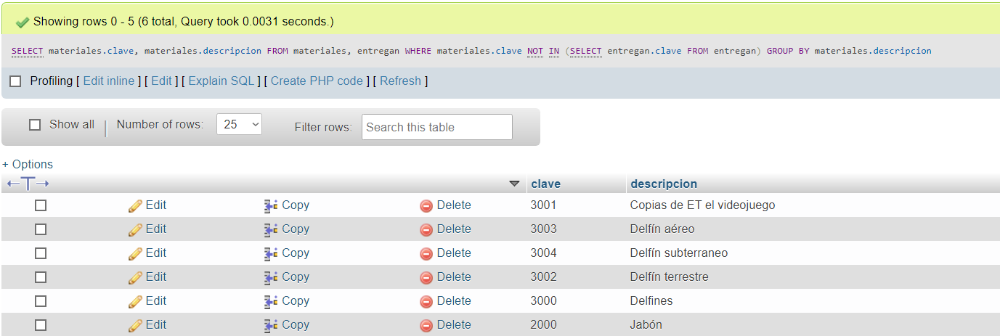 Showing rows 0 - 5 (6 total, Query took 0.0031 seconds.)
SELECT materiales.clave, materiales.descripcion FROM materiales, entregan WHERE materiales.clave NOT IN (SELECT entregan.clave FROM entregan) GROUP BY materiales.descripcion
Profiling [ Edit inline ] [ Edit ] [ Explain SQL ] [ Create PHP code ] [ Refresh ]
Show all Number of rows: 25 Filter rows: Search this table
+ Options
←T→ clave descripcion
Edit Copy Delete 3001 Copias de ET el videojuego
Edit Copy Delete 3003 Delfín aéreo
Edit Copy Delete 3004 Delfín subterraneo
Edit Copy Delete 3002 Delfín terrestre
Edit Copy Delete 3000 Delfines
Edit Copy Delete 2000 Jabón